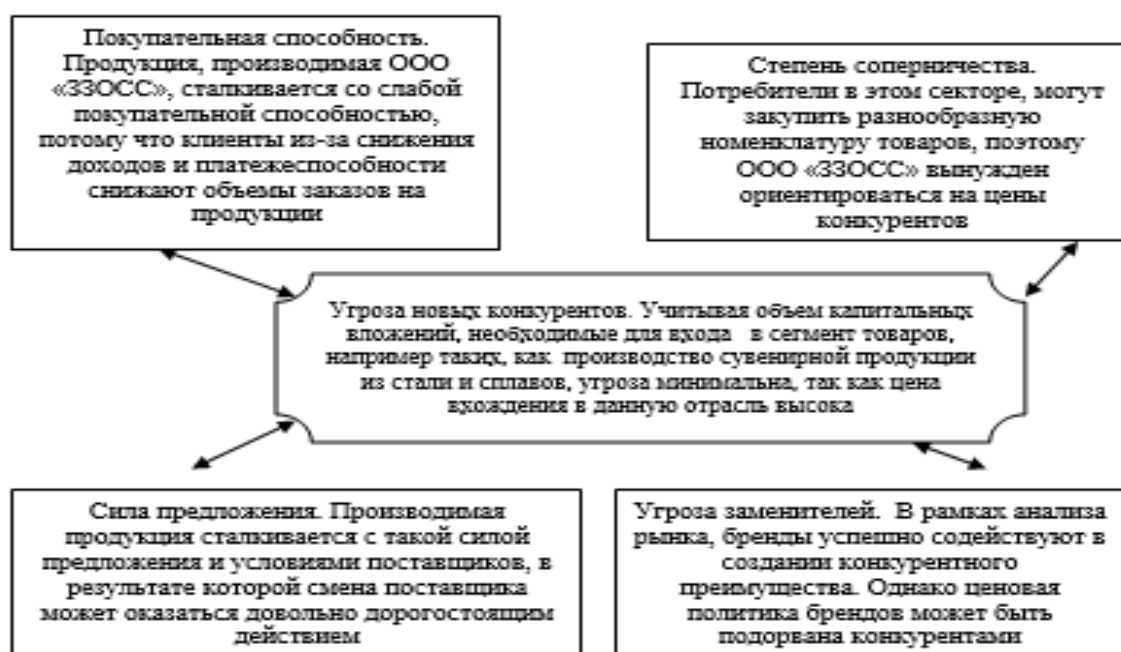 Покупательная способность.
Продукция, производимая ООО
«ЗЗОСС», сталкивается со слабой
покупательной способностью,
потому что клиенты из-за снижения
доходов и платежеспособности
снижают объемы заказов на
продукции
Степень соперничества.
Потребители в этом секторе, могут
закупить разнообразную
номенклатуру товаров, поэтому
ООО «ЗЗОСС» вынужден
ориентироваться на цены
конкурентов
Угроза новых конкурентов. Учитывая объем капитальных
вложений, необходимые для входа в сегмент товаров,
например таких, как производство сувенирной продукции
из стали и сплавов, угроза минимальна, так как цена
вхождения в данную отрасль высока
Сила предложения. Производимая
продукция сталкивается с такой силой
предложения и условиями поставщиков, в
результате которой смена поставщика
может оказаться довольно дорогостоящим
действием
Угроза заменителей. В рамках анализа
рынка, бренды успешно содействуют в
создании конкурентного
преимущества. Однако ценовая
политика брендов может быть
подорвана конкурентами